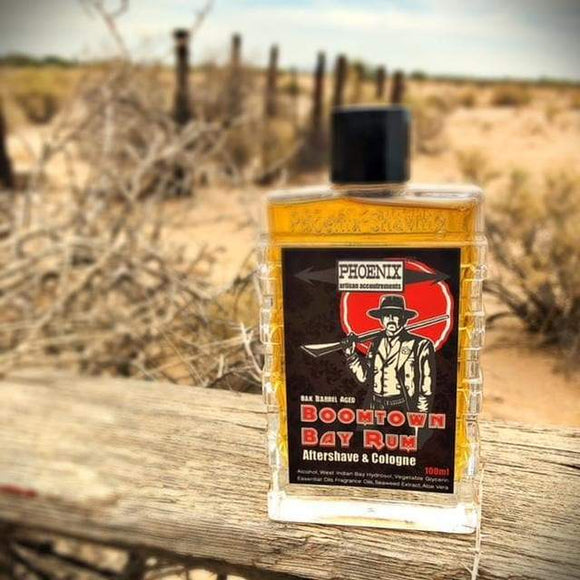 PHOENIX
artisan accoutrements
Oak Barrel Aged
Boomtown
Bay Rum
Aftershave & Cologne
100ml
Alcohol, West Indian Bay Hydrosol, Vegetable Glycerin
Essential Oils Fragrance Oils, Seaweed Extract, Aloe Vera